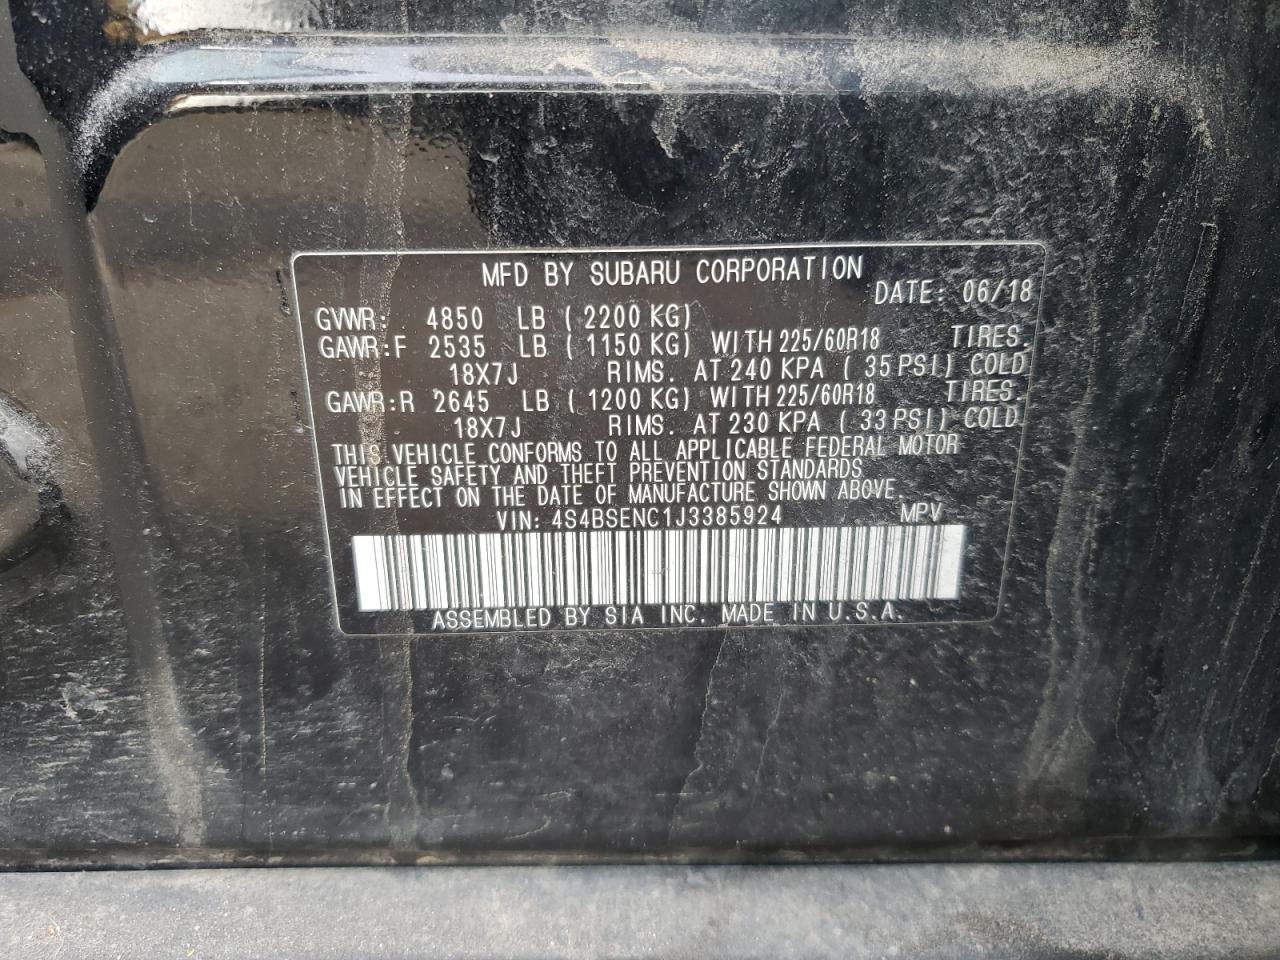 MFD BY SUBARU CORPORATION
DATE: 06/18
GVWR: 4850 LB (2200 KG)
GAWR:F 2535 LB (1150 KG) WITH 225/60R18 TIRES.
18X7J RIMS. AT 240 KPA (35 PSI) COLD
GAWR:R 2645 LB (1200 KG) WITH 225/60R18 TIRES.
18X7J RIMS. AT 230 KPA (33 PSI) COLD
THIS VEHICLE CONFORMS TO ALL APPLICABLE FEDERAL MOTOR
VEHICLE SAFETY AND THEFT PREVENTION STANDARDS
IN EFFECT ON THE DATE OF MANUFACTURE SHOWN ABOVE.
VIN: 4S4BSENC1J3385924 MPV
ASSEMBLED BY SIA INC. MADE IN U.S.A.